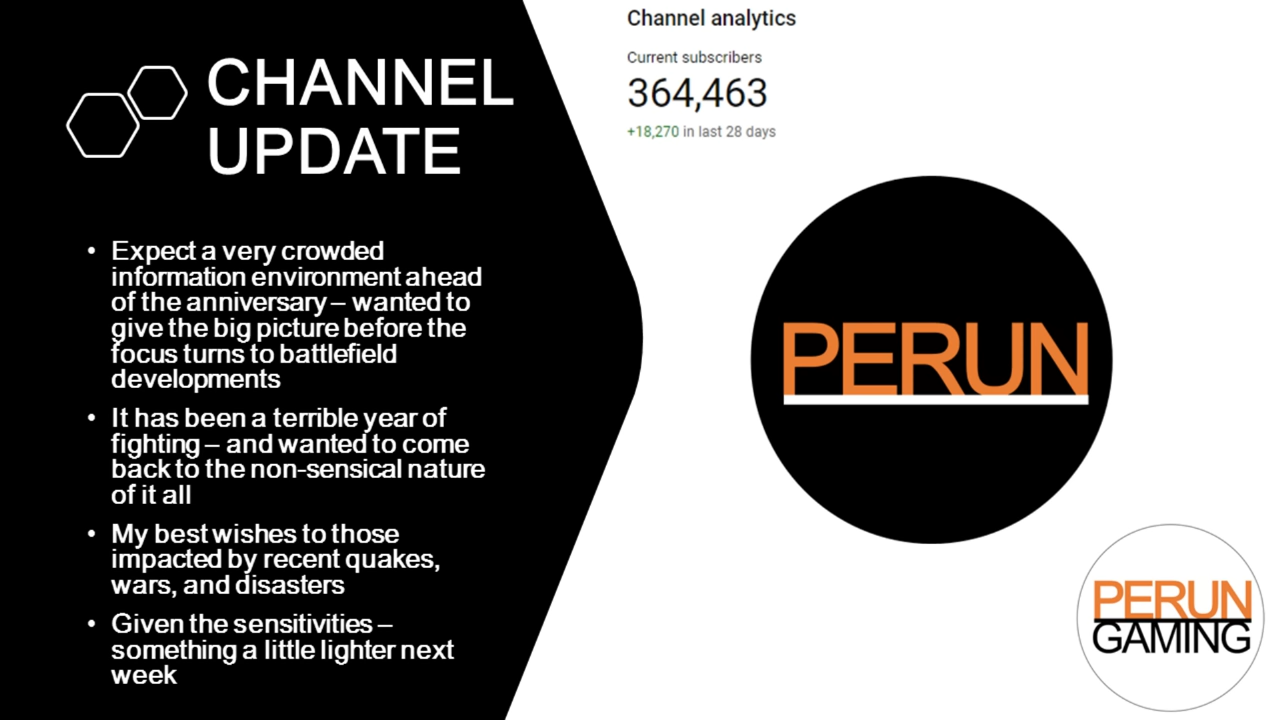 CHANNEL
UPDATE
• Expect a very crowded
information environment ahead
of the anniversary – wanted to
give the big picture before the
focus turns to battlefield
developments
• It has been a terrible year of
fighting – and wanted to come
back to the non-sensical nature
of it all
• My best wishes to those
impacted by recent quakes,
wars, and disasters
• Given the sensitivities –
something a little lighter next
week
Channel analytics
Current subscribers
364,463
+18,270 in last 28 days
PERUN
PERUN
GAMING